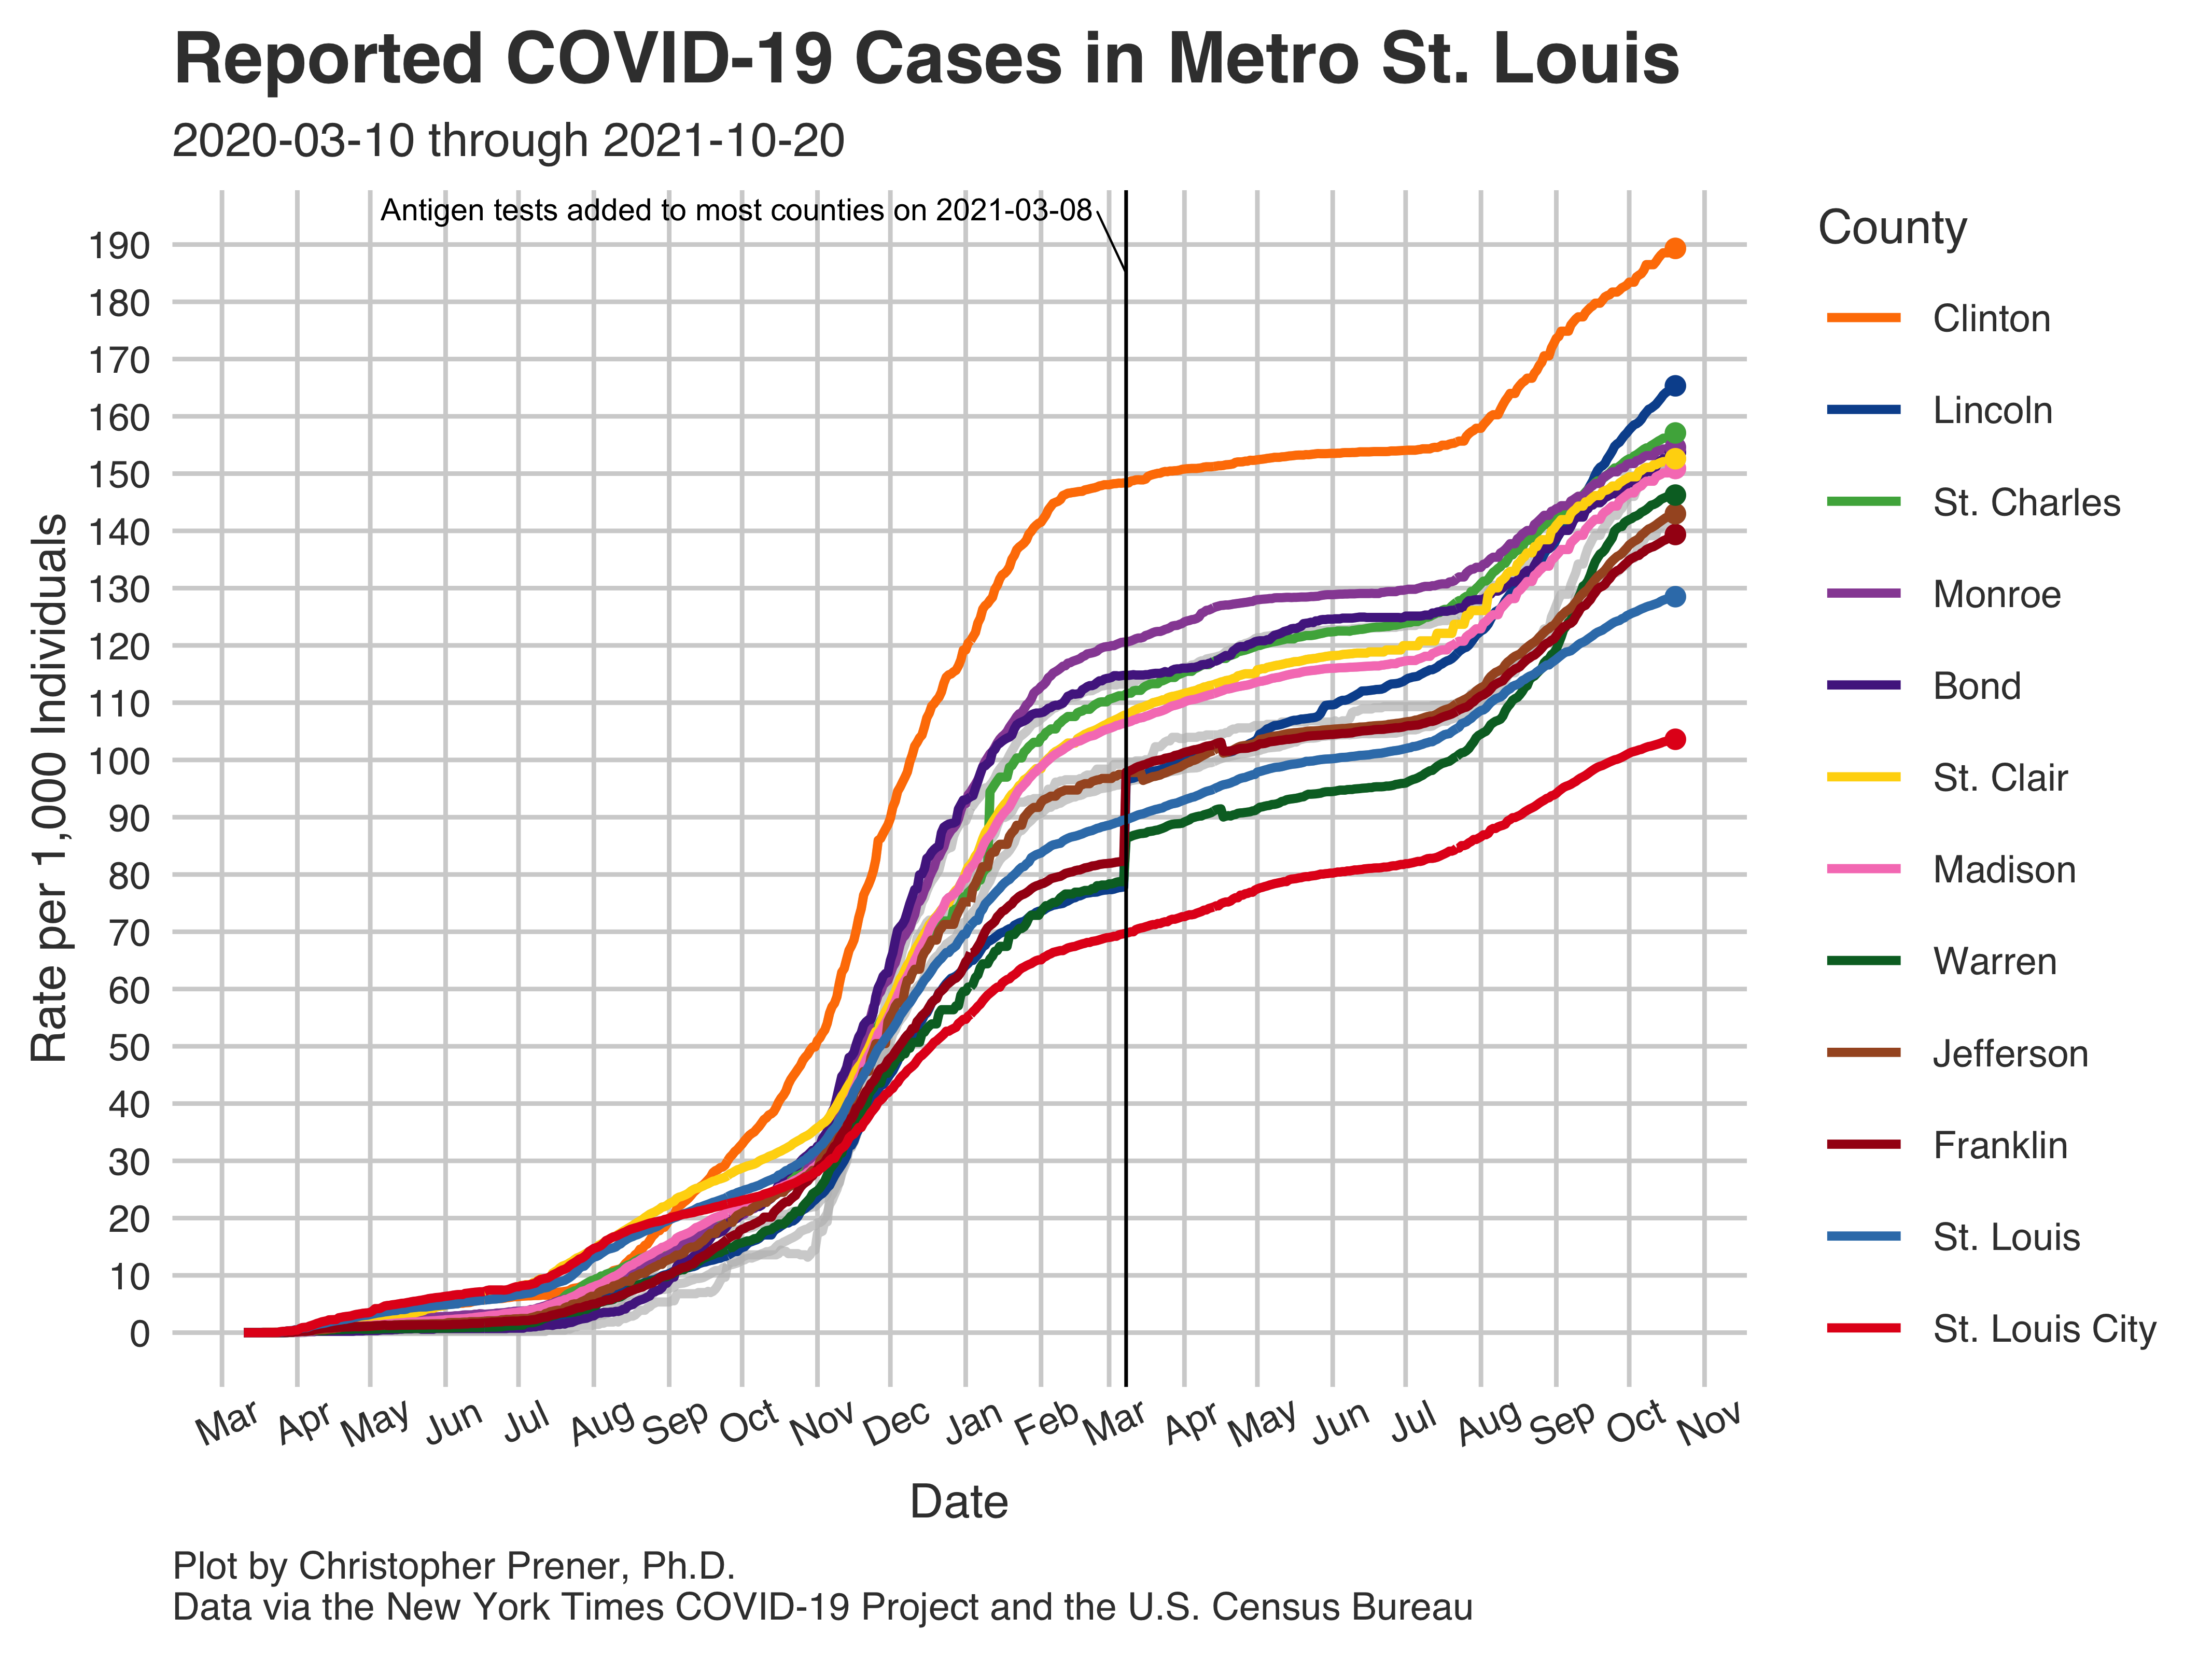 Reported COVID-19 Cases in Metro St. Louis
2020-03-10 through 2021-10-20
Antigen tests added to most counties on 2021-03-08
190
180
170
160
150
140
130
120
110
100
90
80
70
60
50
40
30
20
10
0
Rate per 1,000 Individuals
Mar Apr May Jun Jul Aug Sep Oct Nov Dec Jan Feb Mar Apr May Jun Jul Aug Sep Oct Nov
Date
County
Clinton
Lincoln
St. Charles
Monroe
Bond
St. Clair
Madison
Warren
Jefferson
Franklin
St. Louis
St. Louis City
Plot by Christopher Prener, Ph.D.
Data via the New York Times COVID-19 Project and the U.S. Census Bureau